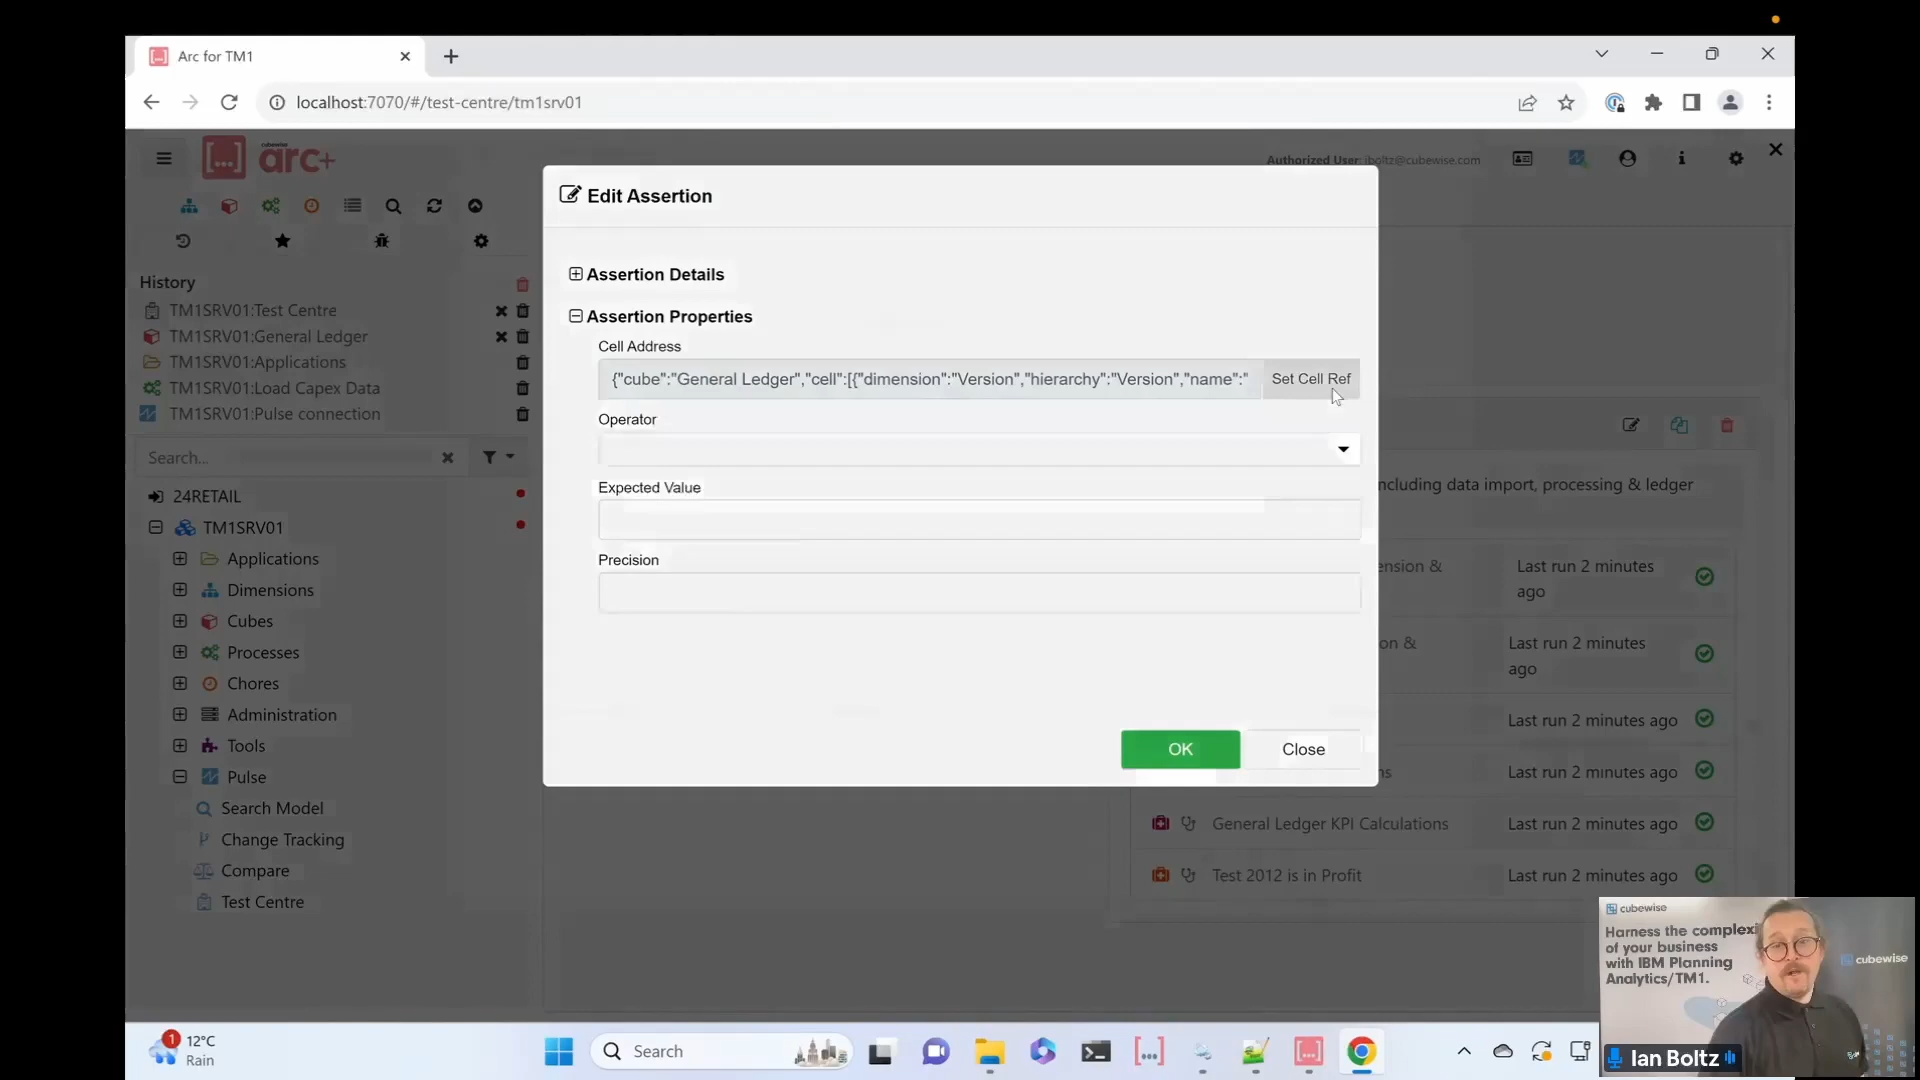 Arc for TM1
localhost:7070/#/test-centre/tm1srv01
cubewise
arc+
Authorized User: iboltz@cubewise.com
Edit Assertion
Assertion Details
Assertion Properties
Cell Address
{"cube":"General Ledger","cell":[{"dimension":"Version","hierarchy":"Version","name":"
Set Cell Ref
Operator
Expected Value
Precision
OK
Close
History
TM1SRV01:Test Centre
TM1SRV01:General Ledger
TM1SRV01:Applications
TM1SRV01:Load Capex Data
TM1SRV01:Pulse connection
Search...
24RETAIL
TM1SRV01
Applications
Dimensions
Cubes
Processes
Chores
Administration
Tools
Pulse
Search Model
Change Tracking
Compare
Test Centre
ncluding data import, processing & ledger
ension &
Last run 2 minutes
ago
on &
Last run 2 minutes
ago
Last run 2 minutes ago
ns
Last run 2 minutes ago
General Ledger KPI Calculations
Last run 2 minutes ago
Test 2012 is in Profit
Last run 2 minutes ago
cubewise
Harness the complexi
of your business
with IBM Planning
Analytics/TM1.
cubewise
Ian Boltz
1
12°C
Rain
Search